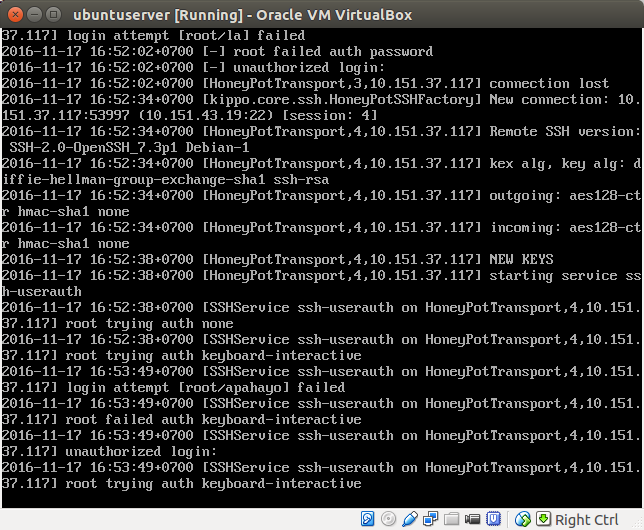 ubuntuserver [Running] - Oracle VM VirtualBox
37.117] login attempt [root/la] failed
2016-11-17 16:52:02+0700 [-] root failed auth password
2016-11-17 16:52:02+0700 [-] unauthorized login:
2016-11-17 16:52:02+0700 [HoneyPotTransport,3,10.151.37.117] connection lost
2016-11-17 16:52:34+0700 [kippo.core.ssh.HoneyPotSSHFactory] New connection: 10.
151.37.117:53997 (10.151.43.19:22) [session: 4]
2016-11-17 16:52:34+0700 [HoneyPotTransport,4,10.151.37.117] Remote SSH version:
 SSH-2.0-OpenSSH_7.3p1 Debian-1
2016-11-17 16:52:34+0700 [HoneyPotTransport,4,10.151.37.117] kex alg, key alg: d
iffie-hellman-group-exchange-sha1 ssh-rsa
2016-11-17 16:52:34+0700 [HoneyPotTransport,4,10.151.37.117] outgoing: aes128-ct
r hmac-sha1 none
2016-11-17 16:52:34+0700 [HoneyPotTransport,4,10.151.37.117] incoming: aes128-ct
r hmac-sha1 none
2016-11-17 16:52:38+0700 [HoneyPotTransport,4,10.151.37.117] NEW KEYS
2016-11-17 16:52:38+0700 [HoneyPotTransport,4,10.151.37.117] starting service ss
h-userauth
2016-11-17 16:52:38+0700 [SSHService ssh-userauth on HoneyPotTransport,4,10.151.
37.117] root trying auth none
2016-11-17 16:52:38+0700 [SSHService ssh-userauth on HoneyPotTransport,4,10.151.
37.117] root trying auth keyboard-interactive
2016-11-17 16:53:49+0700 [SSHService ssh-userauth on HoneyPotTransport,4,10.151.
37.117] login attempt [root/apahayo] failed
2016-11-17 16:53:49+0700 [SSHService ssh-userauth on HoneyPotTransport,4,10.151.
37.117] root failed auth keyboard-interactive
2016-11-17 16:53:49+0700 [SSHService ssh-userauth on HoneyPotTransport,4,10.151.
37.117] unauthorized login:
2016-11-17 16:53:49+0700 [SSHService ssh-userauth on HoneyPotTransport,4,10.151.
37.117] root trying auth keyboard-interactive
Right Ctrl